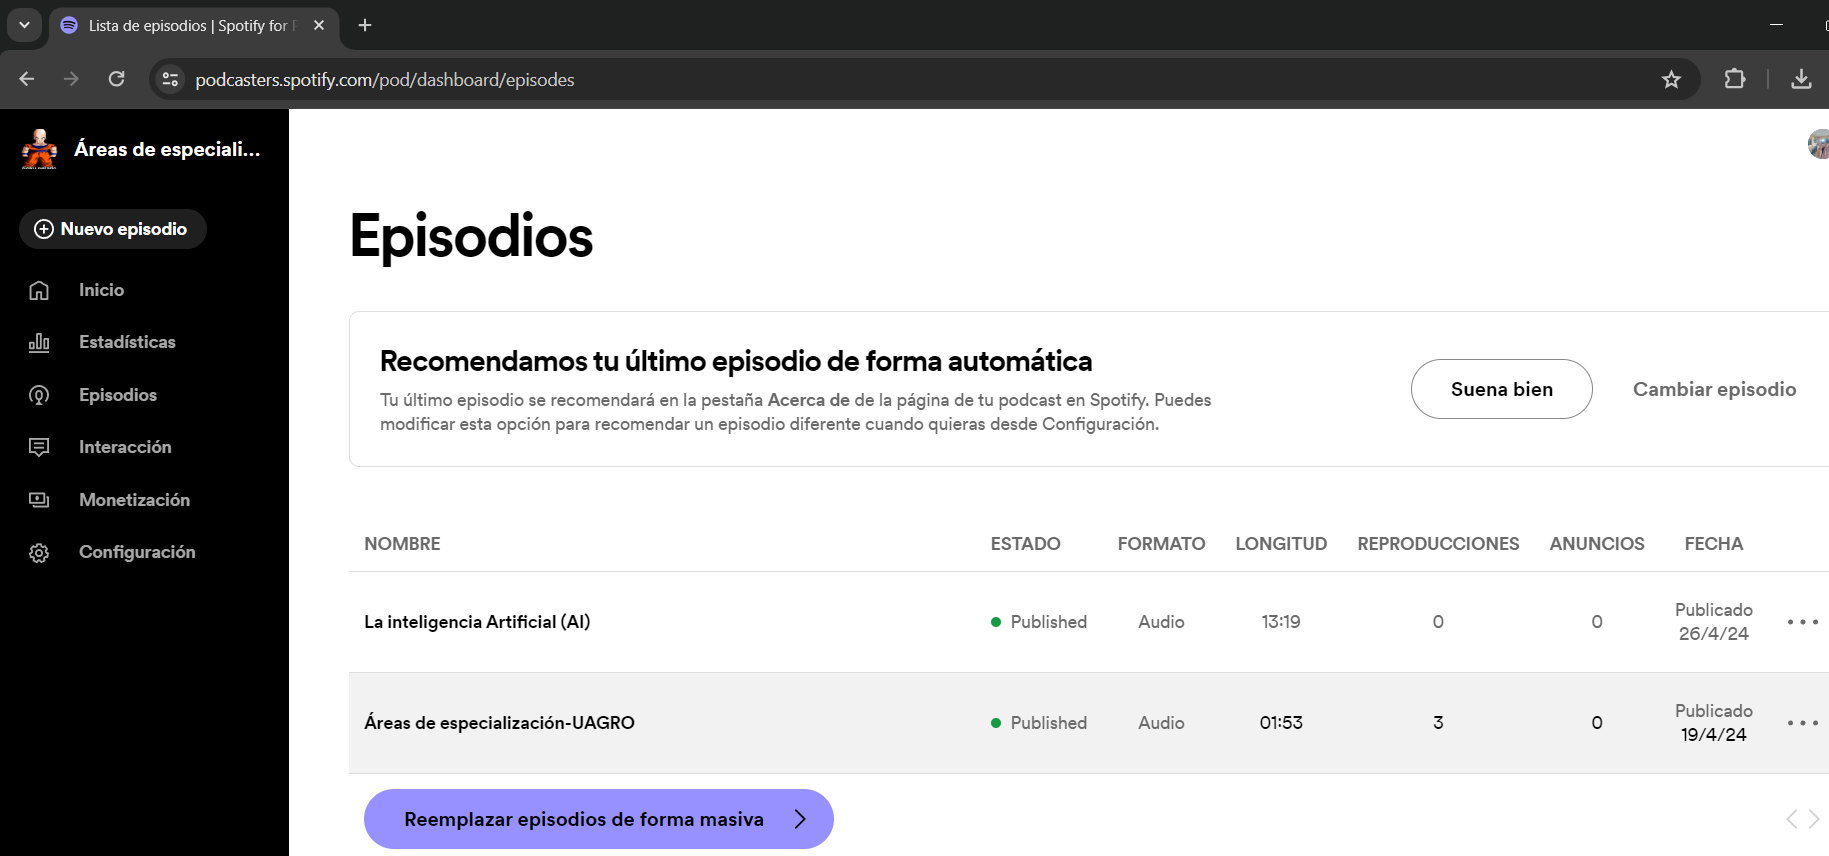 Lista de episodios | Spotify for P
podcasters.spotify.com/pod/dashboard/episodes
Áreas de especiali...
Nuevo episodio
Inicio
Estadísticas
Episodios
Interacción
Monetización
Configuración
Episodios
Recomendamos tu último episodio de forma automática
Tu último episodio se recomendará en la pestaña Acerca de de la página de tu podcast en Spotify. Puedes
modificar esta opción para recomendar un episodio diferente cuando quieras desde Configuración.
Suena bien
Cambiar episodio
NOMBRE ESTADO FORMATO LONGITUD REPRODUCCIONES ANUNCIOS FECHA
La inteligencia Artificial (AI) Published Audio 13:19 0 0 Publicado
26/4/24
Áreas de especialización-UAGRO Published Audio 01:53 3 0 Publicado
19/4/24
Reemplazar episodios de forma masiva